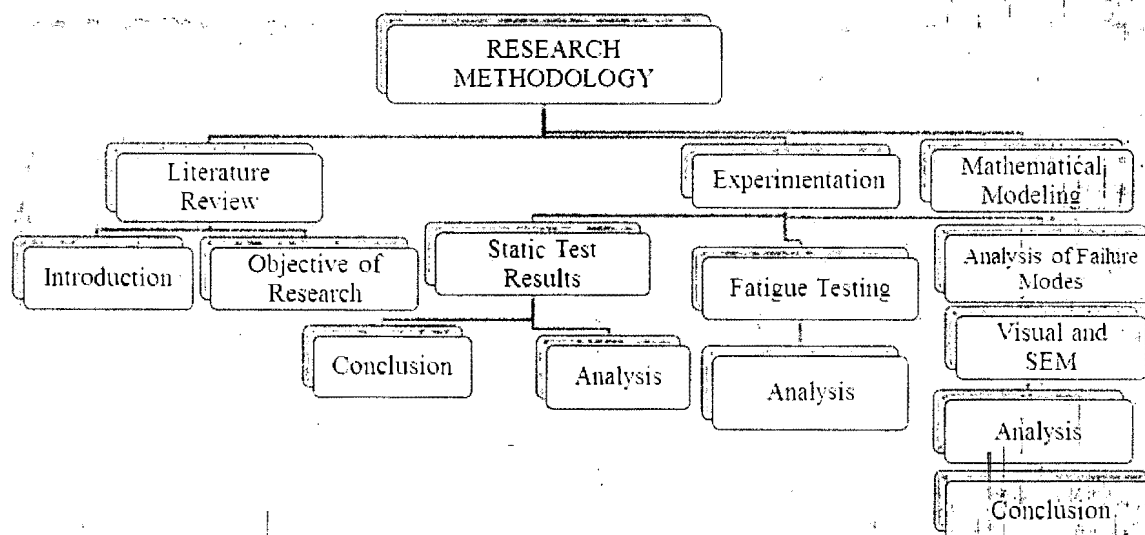 RESEARCH
METHODOLOGY
Literature
Review
Experimentation
Mathematical
Modeling
Introduction
Objective of
Research
Static Test
Results
Fatigue Testing
Analysis of Failure
Modes
Conclusion
Analysis
Analysis
Visual and
SEM
Analysis
Conclusion